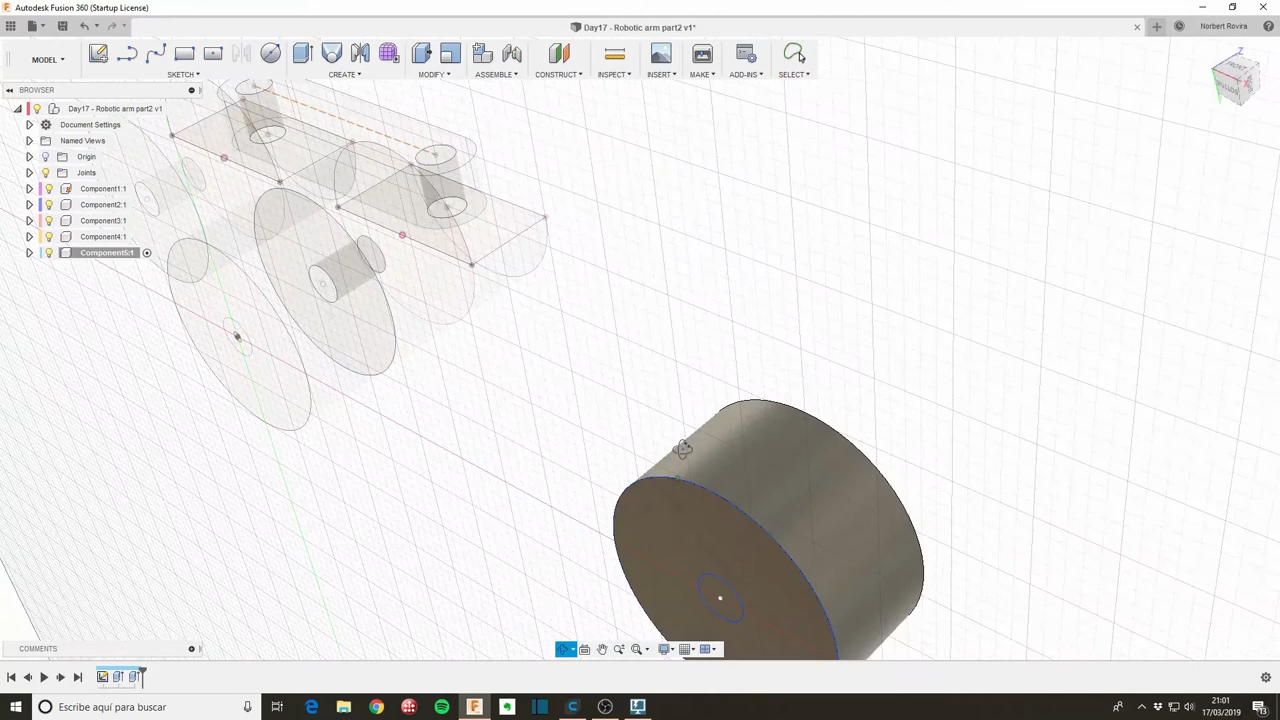 Autodesk Fusion 360 (Startup License)
Day17 - Robotic arm part2 v1*
Norbert Rovira
MODEL
SKETCH
CREATE
MODIFY
ASSEMBLE
CONSTRUCT
INSPECT
INSERT
MAKE
ADD-INS
SELECT
BROWSER
Day17 - Robotic arm part2 v1
Document Settings
Named Views
Origin
Joints
Component1:1
Component2:1
Component3:1
Component4:1
Component5:1
Z
FRONT
COMMENTS
Escribe aquí para buscar
21:01
17/03/2019